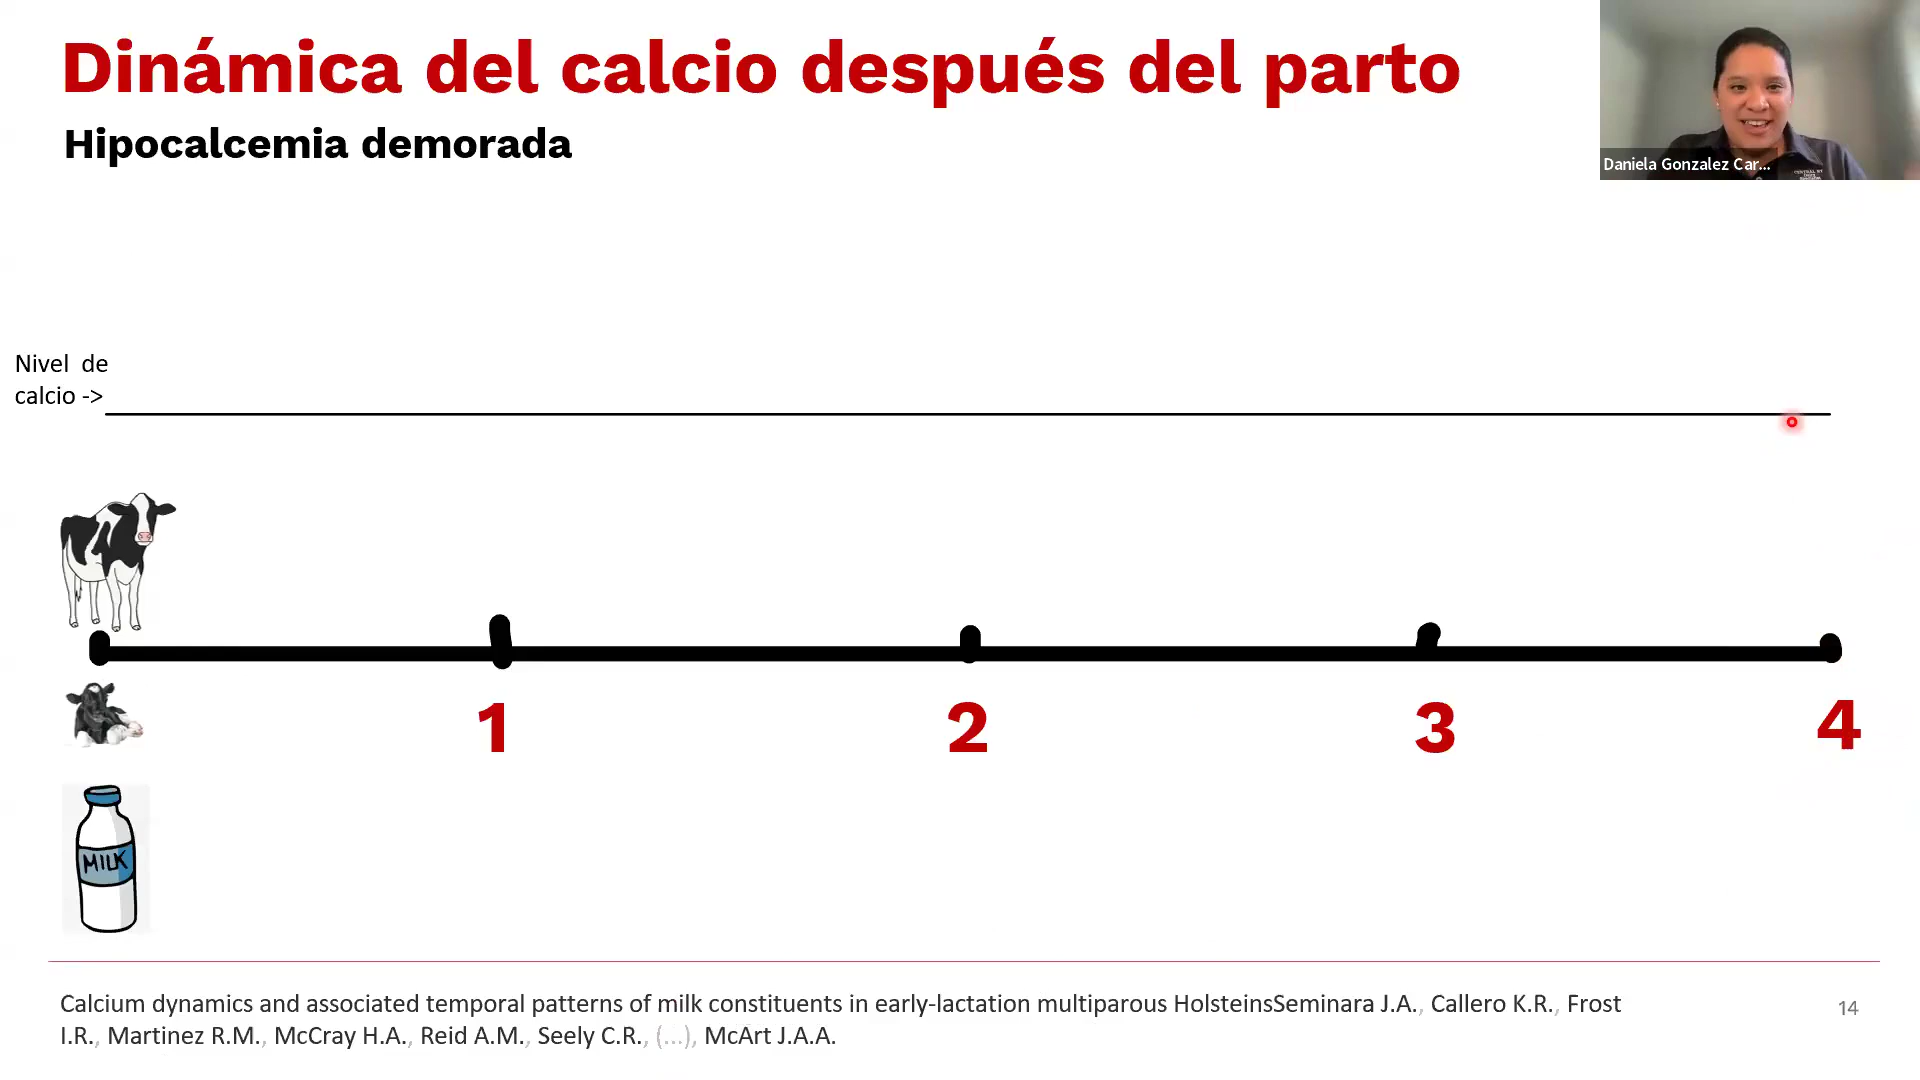 Dinámica del calcio después del parto
Hipocalcemia demorada
Daniela Gonzalez Car...
Nivel de
calcio ->
1
2
3
4
MILK
Calcium dynamics and associated temporal patterns of milk constituents in early-lactation multiparous HolsteinsSeminara J.A., Callero K.R., Frost
I.R., Martinez R.M., McCray H.A., Reid A.M., Seely C.R., (...), McArt J.A.A.
14